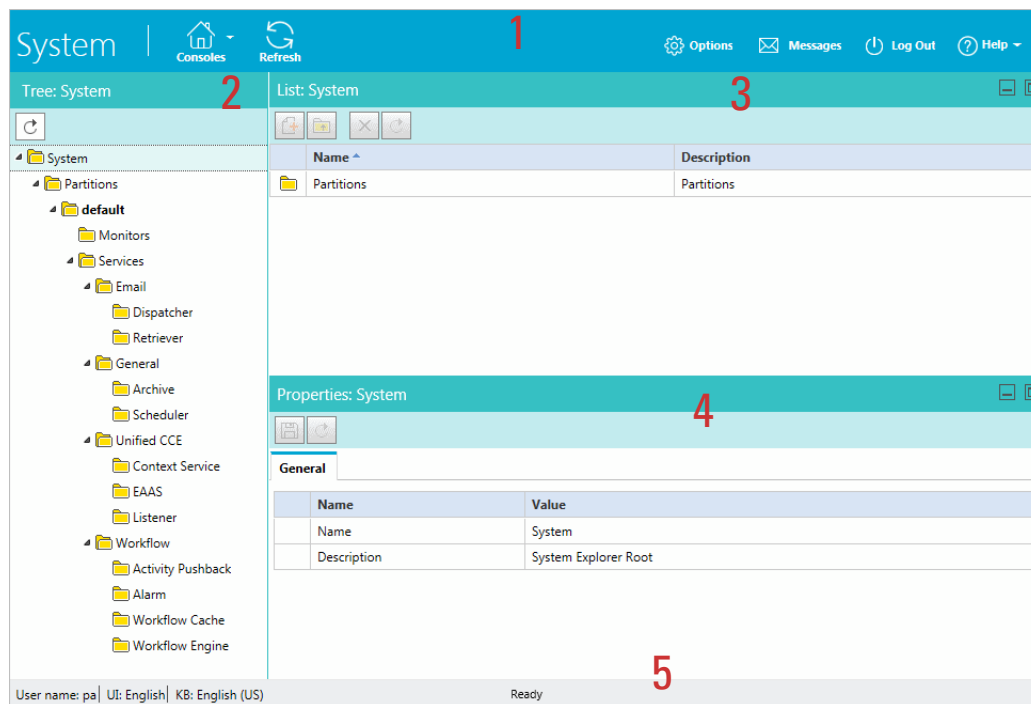 System
Consoles
Refresh
1
Options
Messages
Log Out
Help
Tree: System
2
List: System
3
System
Partitions
default
Monitors
Services
Email
Dispatcher
Retriever
General
Archive
Scheduler
Unified CCE
Context Service
EAAS
Listener
Workflow
Activity Pushback
Alarm
Workflow Cache
Workflow Engine
Name Description
Partitions Partitions
Properties: System
4
General
Name Value
Name System
Description System Explorer Root
5
User name: pa UI: English KB: English (US) Ready